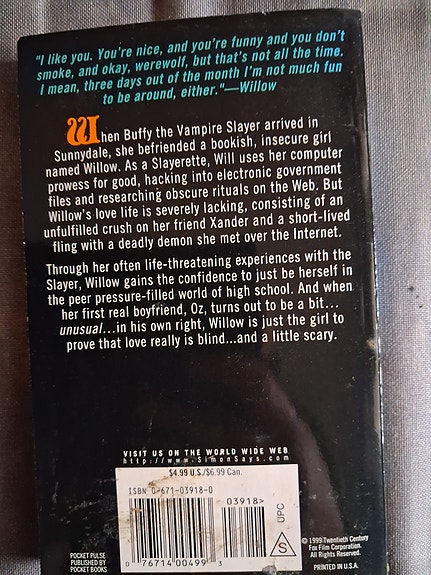 "I like you. You're nice, and you're funny and you don't
smoke, and okay, werewolf, but that's not all the time.
I mean, three days out of the month I'm not much fun
to be around, either."—Willow
When Buffy the Vampire Slayer arrived in
Sunnydale, she befriended a bookish, insecure girl
named Willow. As a Slayerette, Will uses her computer
prowess for good, hacking into electronic government
files and researching obscure rituals on the Web. But
Willow's love life is severely lacking, consisting of an
unfulfilled crush on her friend Xander and a short-lived
fling with a deadly demon she met over the Internet.
Through her often life-threatening experiences with the
Slayer, Willow gains the confidence to just be herself in
the peer pressure-filled world of high school. And when
her first real boyfriend, Oz, turns out to be a bit...
unusual...in his own right, Willow is just the girl to
prove that love really is blind...and a little scary.
VISIT US ON THE WORLD WIDE WEB
http://www.SimonSays.com
$4.99 U.S./$6.99 Can.
ISBN 0-671-03918-0
03918>
UPC
S
0 76714 00499 3
POCKET PULSE
PUBLISHED BY
POCKET BOOKS
© 1999 Twentieth Century
Fox Film Corporation.
All Rights Reserved.
PRINTED IN U.S.A.